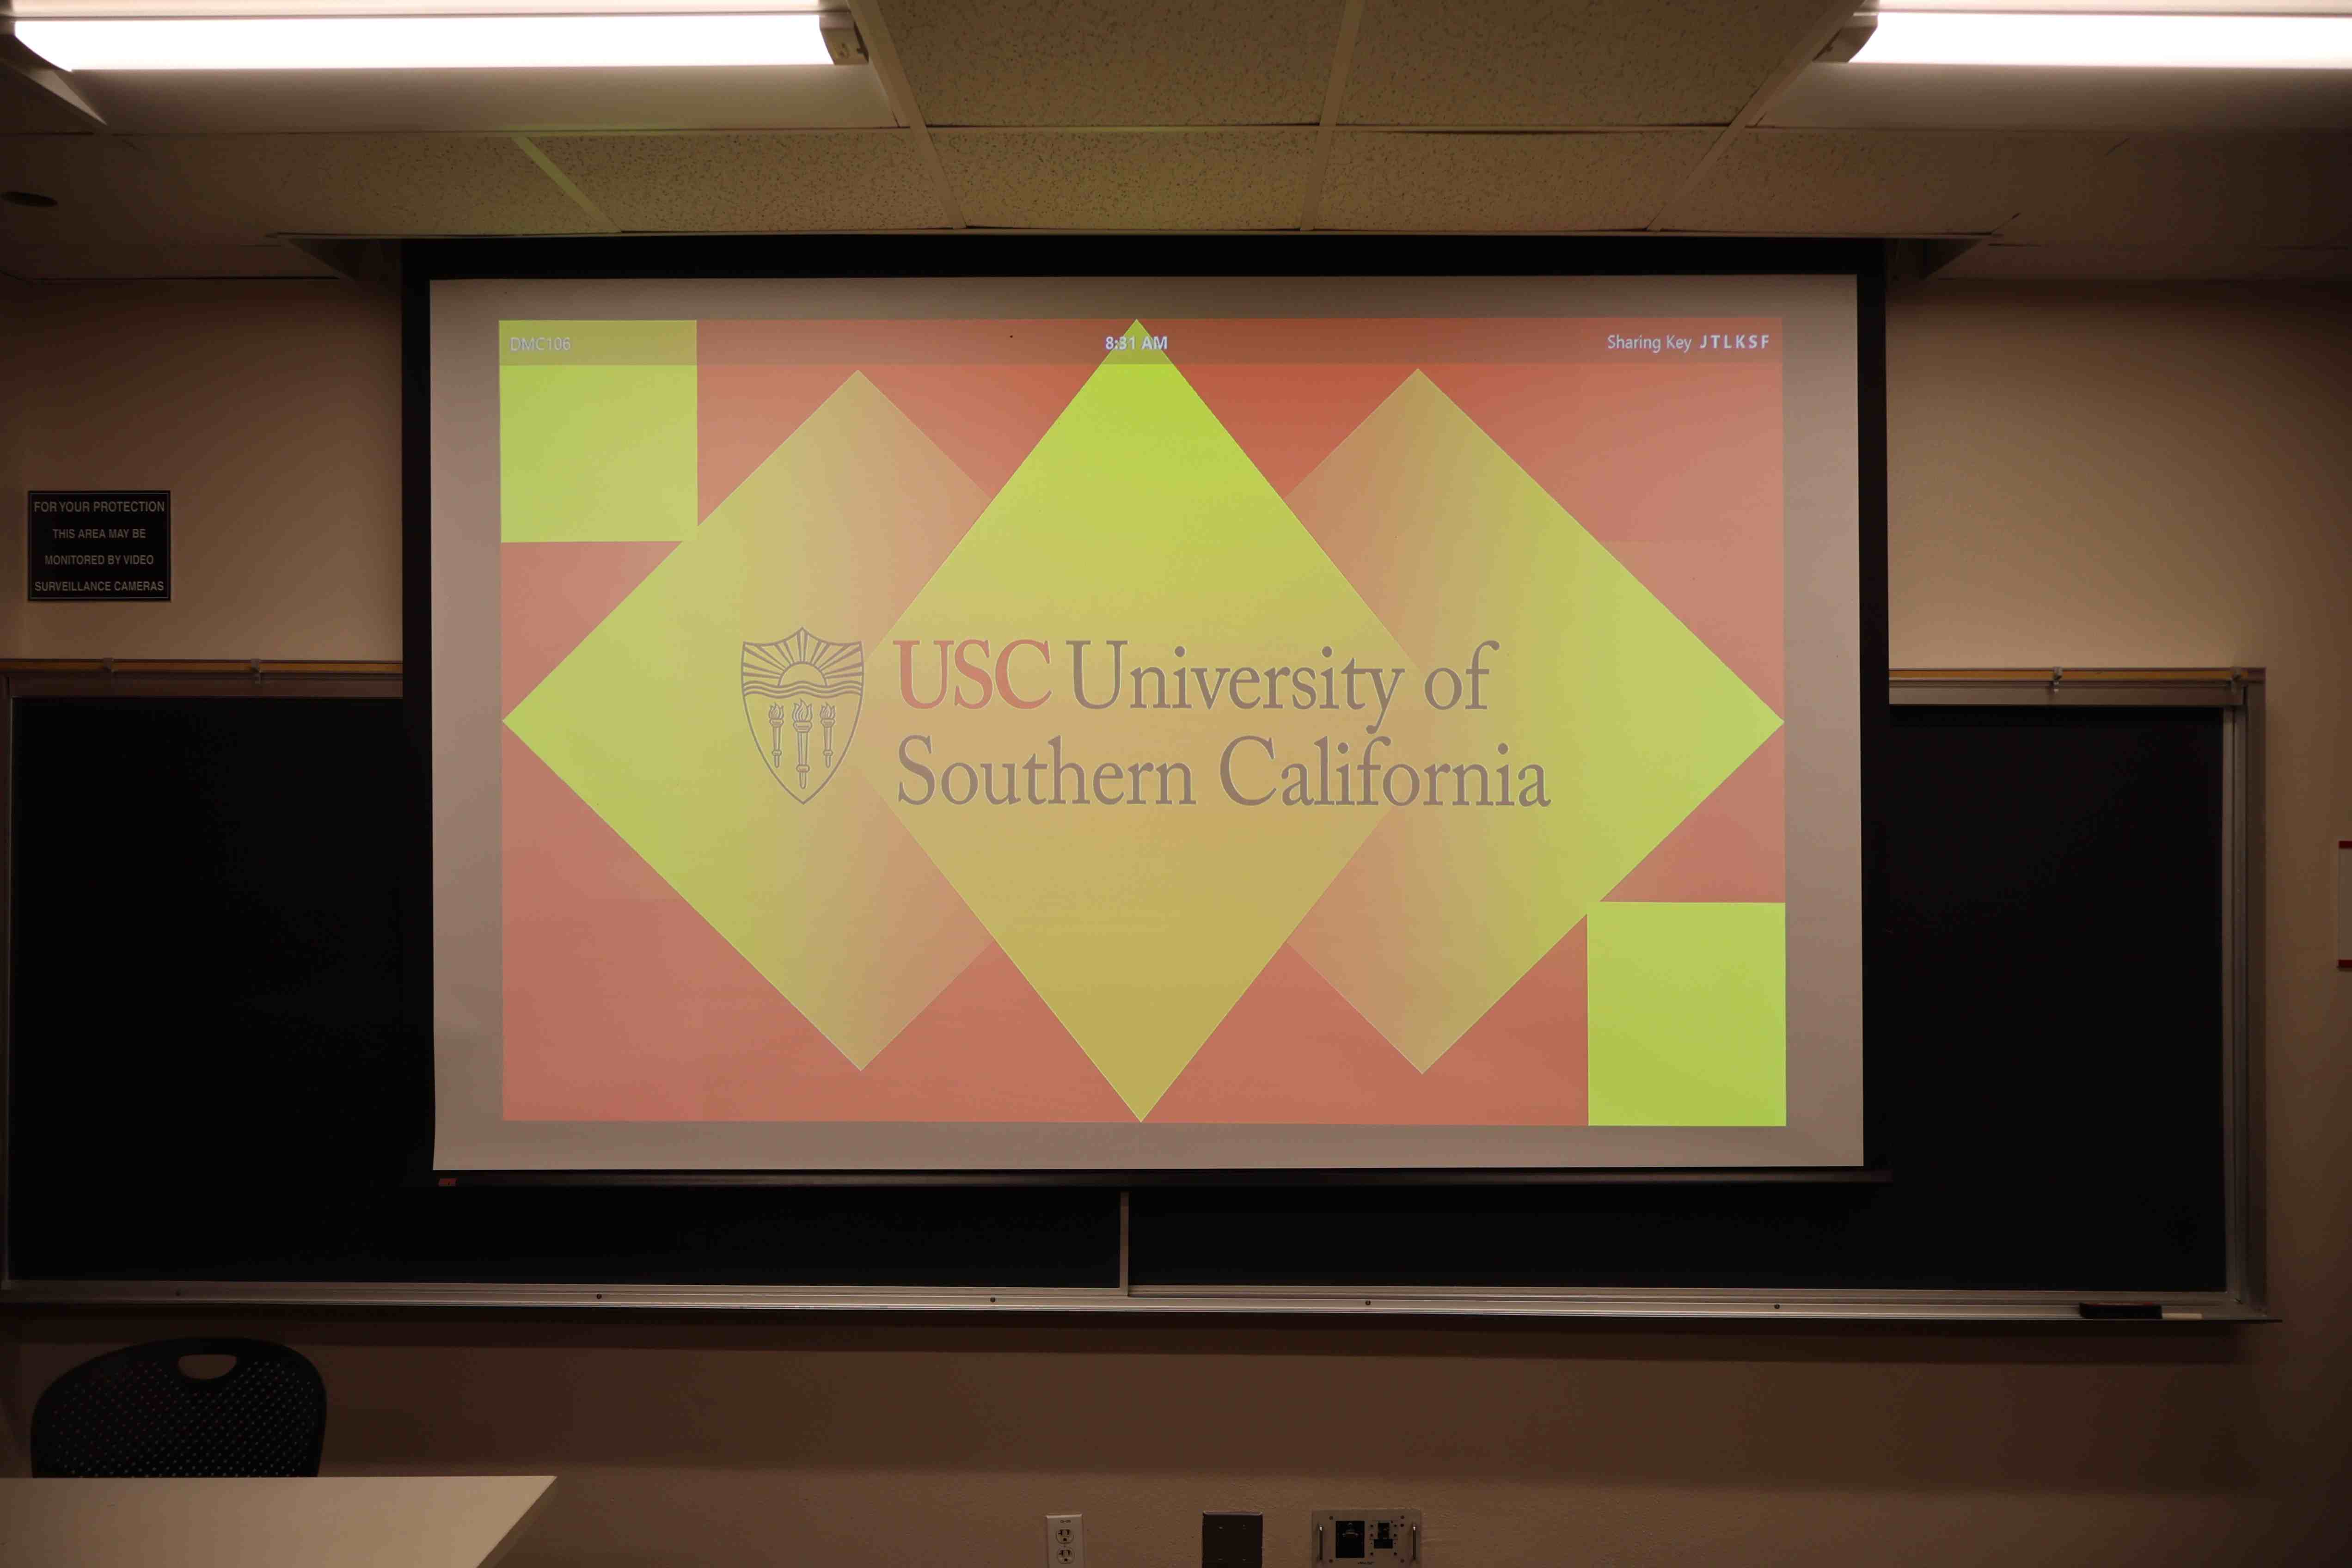 DMC106
8:31 AM
Sharing Key JTLKSF
FOR YOUR PROTECTION
THIS AREA MAY BE
MONITORED BY VIDEO
SURVEILLANCE CAMERAS
USC University of
Southern California